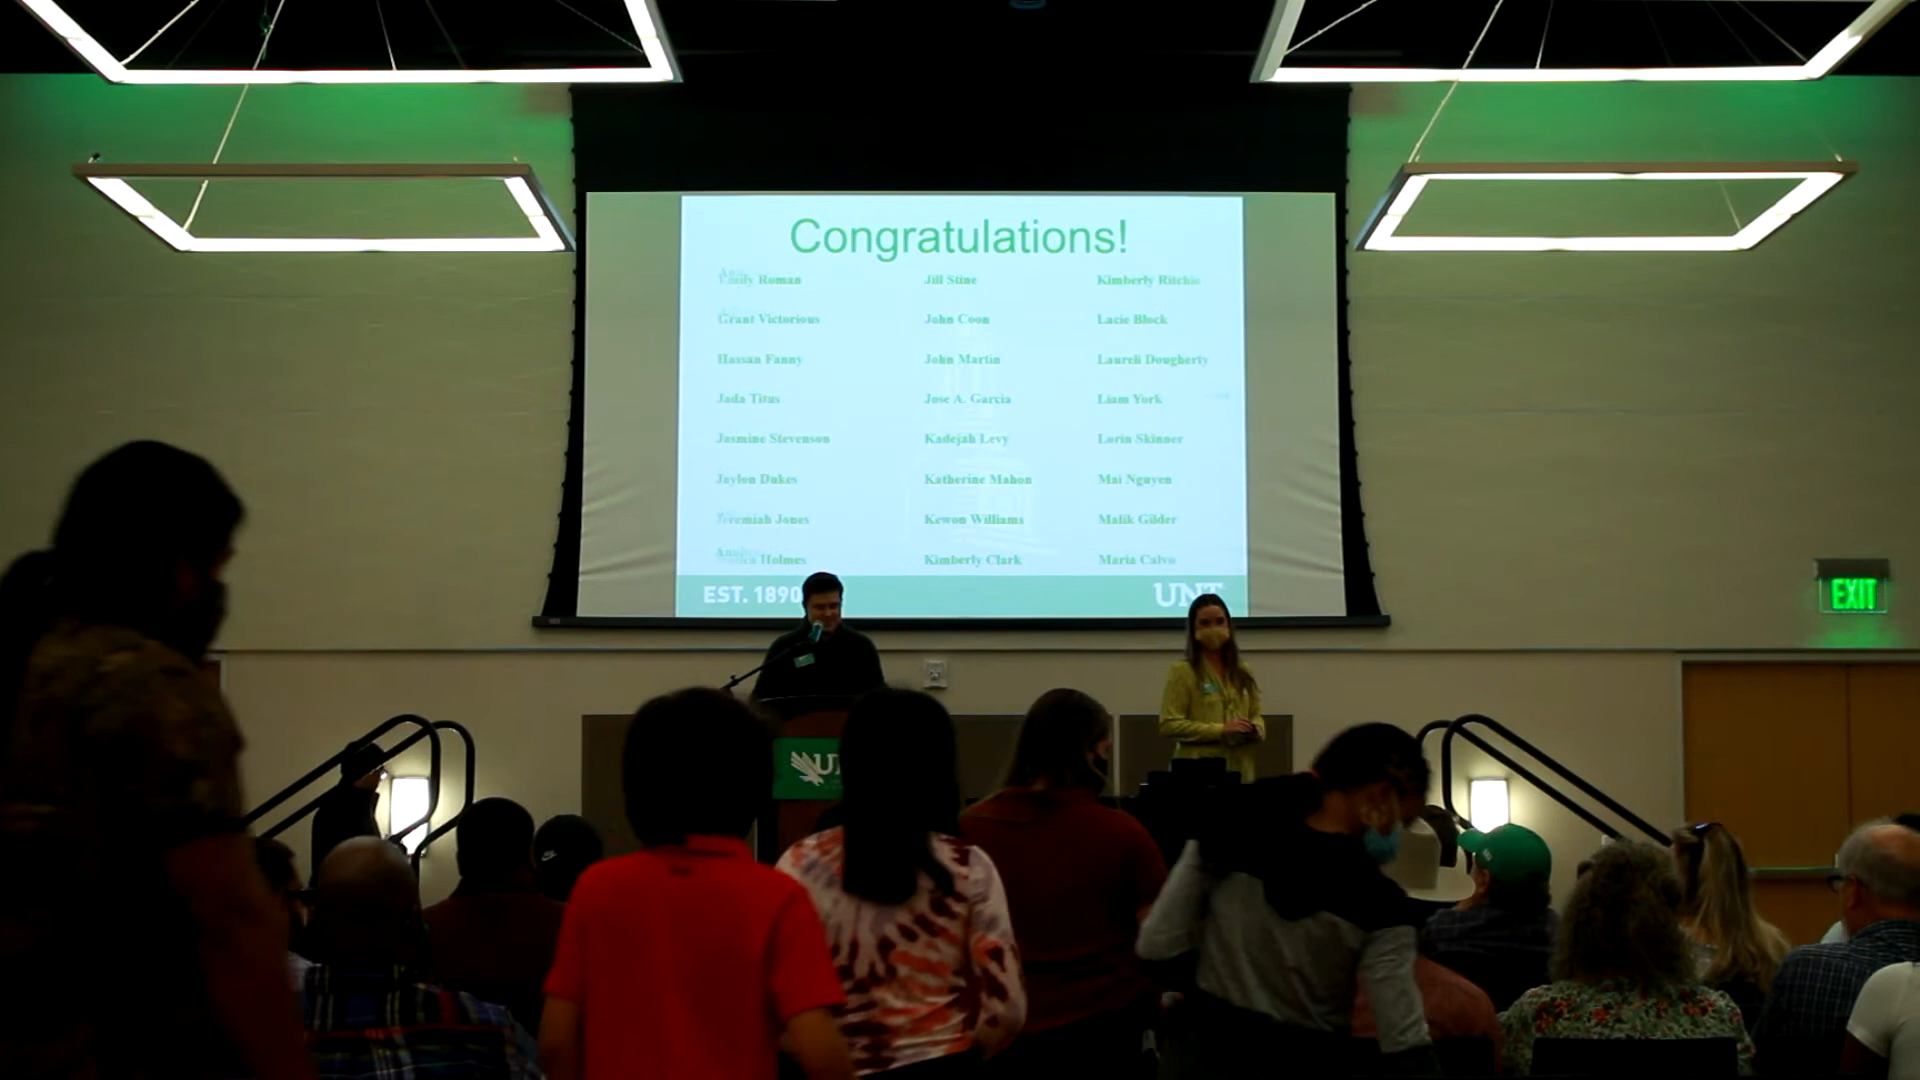 Congratulations!
Roman Jill Stine Kimberly Ritchie
Grant Victorious John Coon Lacie Block
Hassan Fanny John Martin Laureli Dougherty
Jada Titus Jose A. Garcia Liam York
Jasmine Stevenson Kadejah Levy Lorin Skinner
Jaylon Dukes Katherine Mahon Mai Nguyen
Jeremiah Jones Kewon Williams Malik Gilder
Holmes Kimberly Clark Maria Calvo
EST. 1890 UNT
EXIT